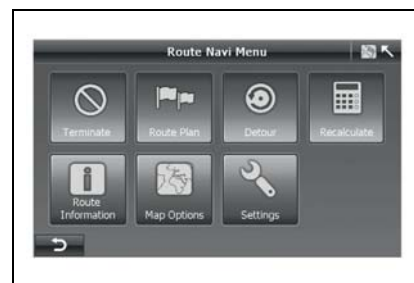 Route Navi Menu
Terminate
Route Plan
Detour
Recalculate
Route
Information
Map Options
Settings